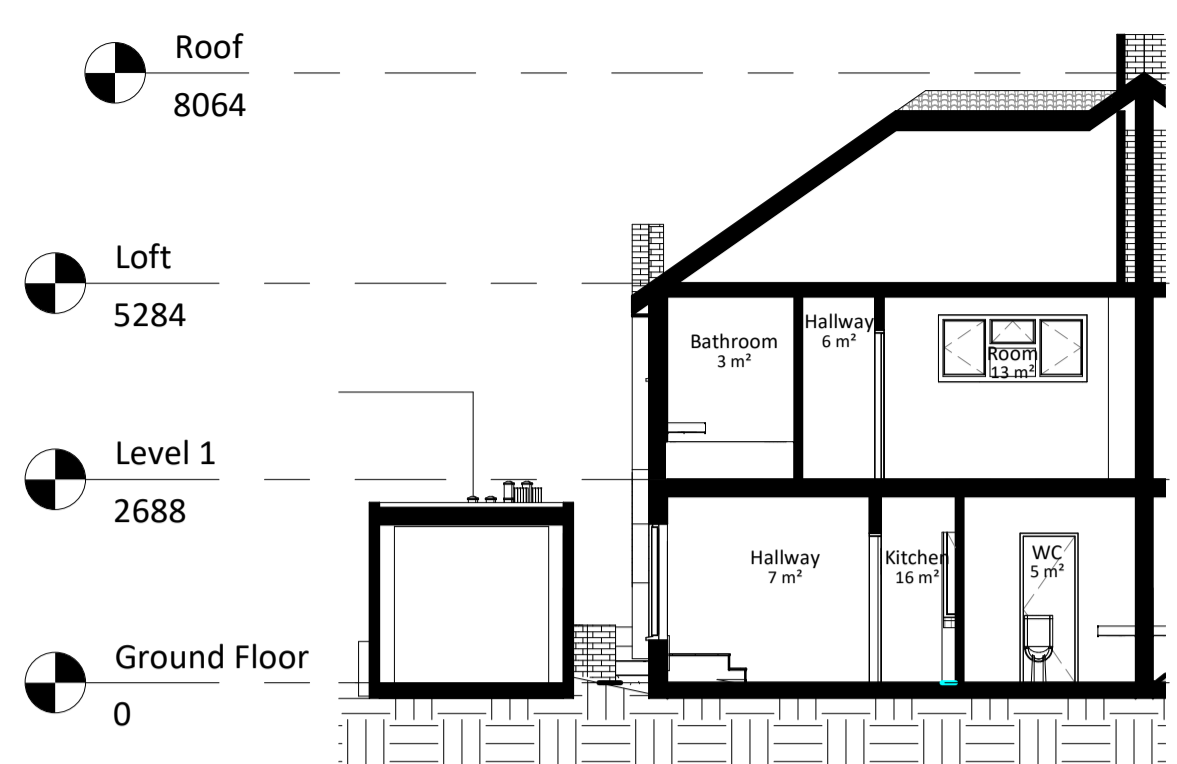 Roof
8064
Loft
5284
Bathroom
3 m²
Hallway
6 m²
Room
13 m²
Level 1
2688
Hallway
7 m²
Kitchen
16 m²
WC
5 m²
Ground Floor
0